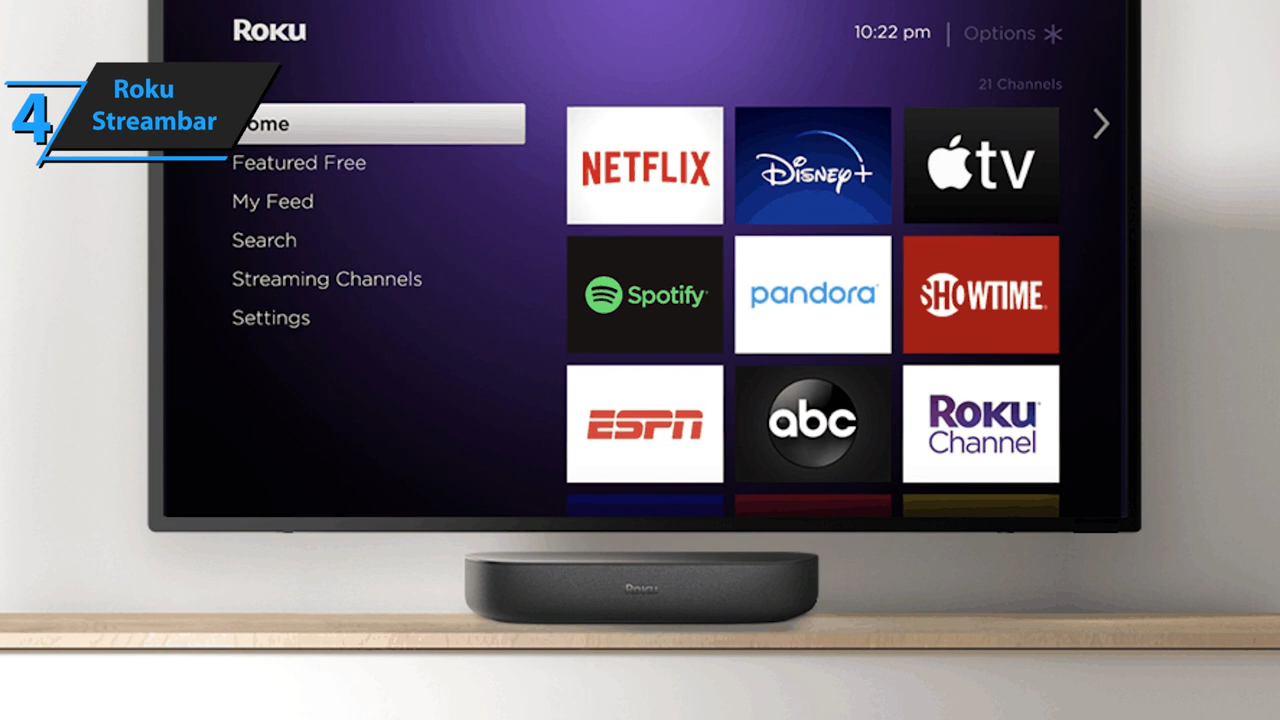 Roku
10:22 pm | Options
21 Channels
4
Roku
Streambar
ome
Featured Free
My Feed
Search
Streaming Channels
Settings
NETFLIX
Disney+
tv
Spotify
pandora
SHOWTIME
ESPN
abc
Roku
Channel
Roku